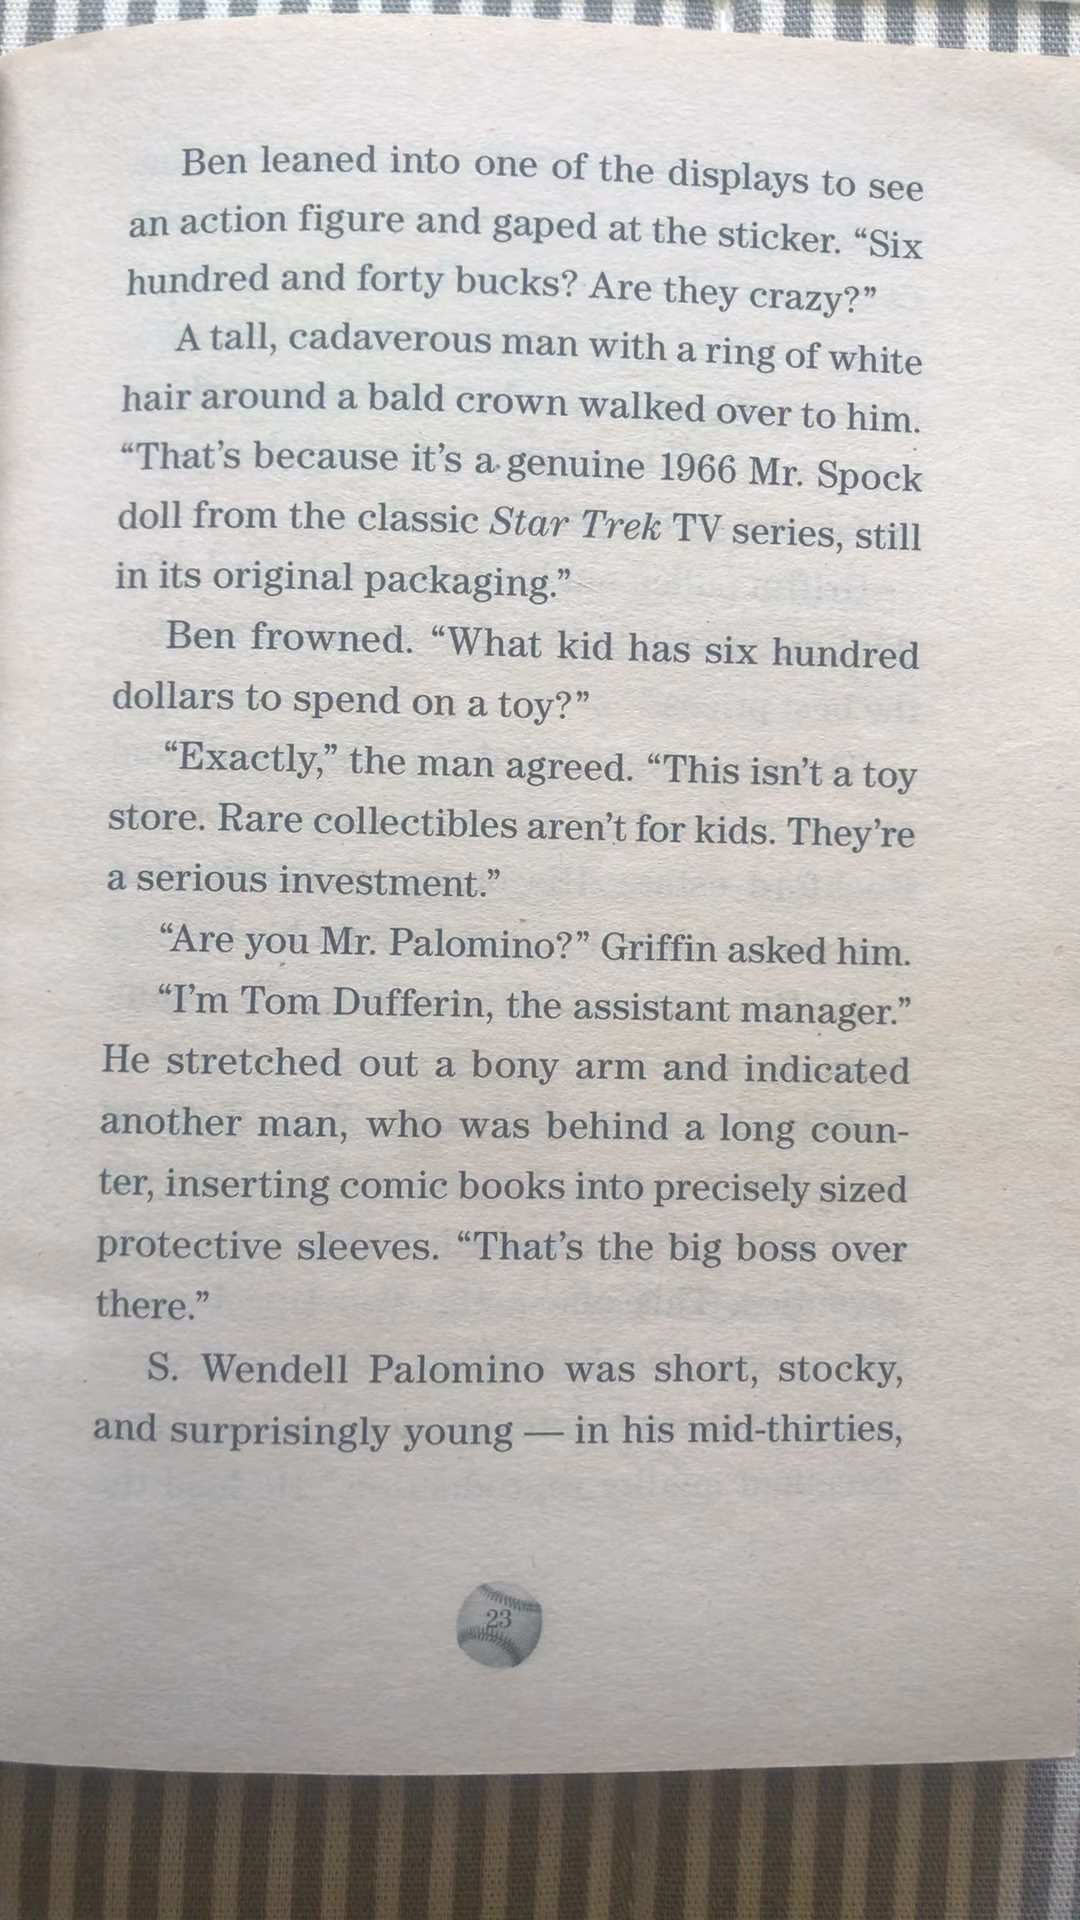 Ben leaned into one of the displays to see
an action figure and gaped at the sticker. “Six
hundred and forty bucks? Are they crazy?”
A tall, cadaverous man with a ring of white
hair around a bald crown walked over to him.
“That’s because it’s a genuine 1966 Mr. Spock
doll from the classic Star Trek TV series, still
in its original packaging.”
Ben frowned. “What kid has six hundred
dollars to spend on a toy?”
“Exactly,” the man agreed. “This isn’t a toy
store. Rare collectibles aren’t for kids. They’re
a serious investment.”
“Are you Mr. Palomino?” Griffin asked him.
“I’m Tom Dufferin, the assistant manager.”
He stretched out a bony arm and indicated
another man, who was behind a long coun-
ter, inserting comic books into precisely sized
protective sleeves. “That’s the big boss over
there.”
S. Wendell Palomino was short, stocky,
and surprisingly young — in his mid-thirties,
23